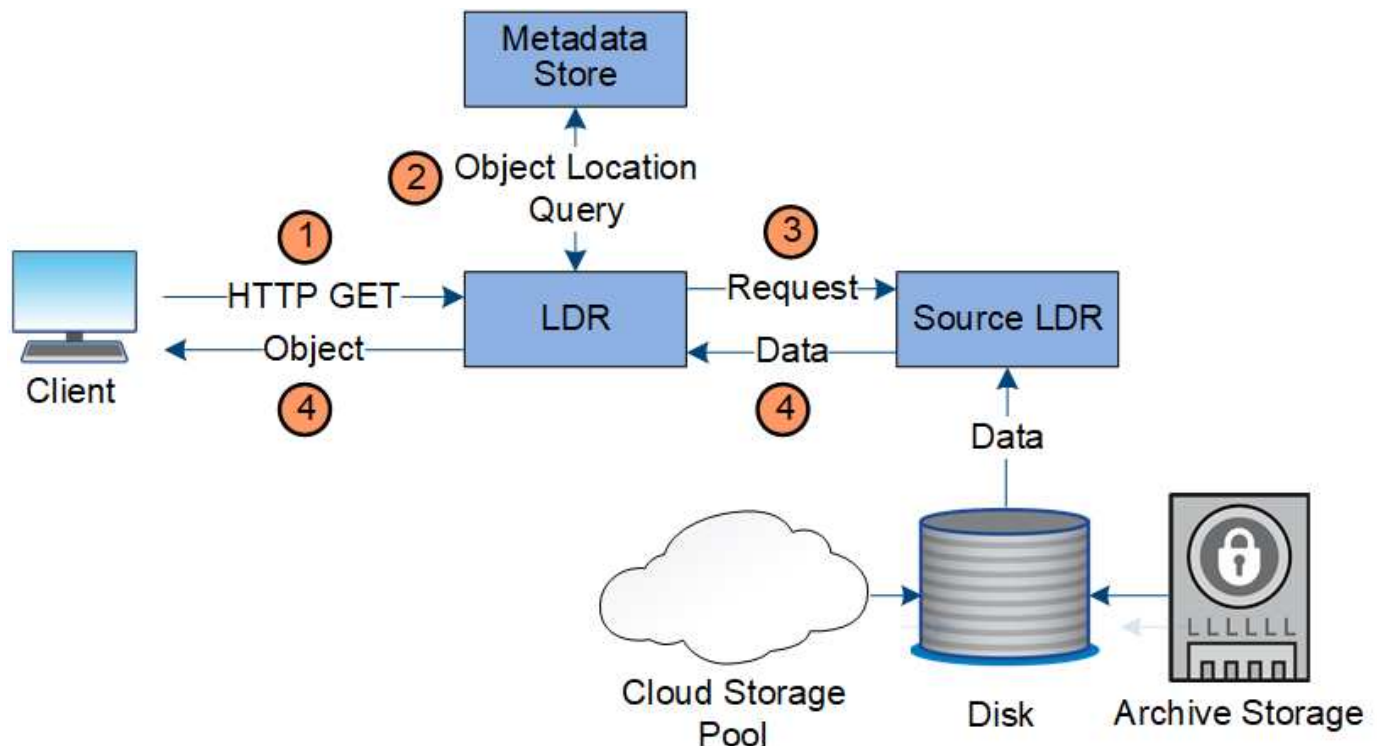 Metadata
Store
2
Object Location
Query
1
3
HTTP GET
LDR
Request
Source LDR
Object
Data
Client
4
4
Data
LLLLLL
Cloud Storage
Pool
Disk
Archive Storage